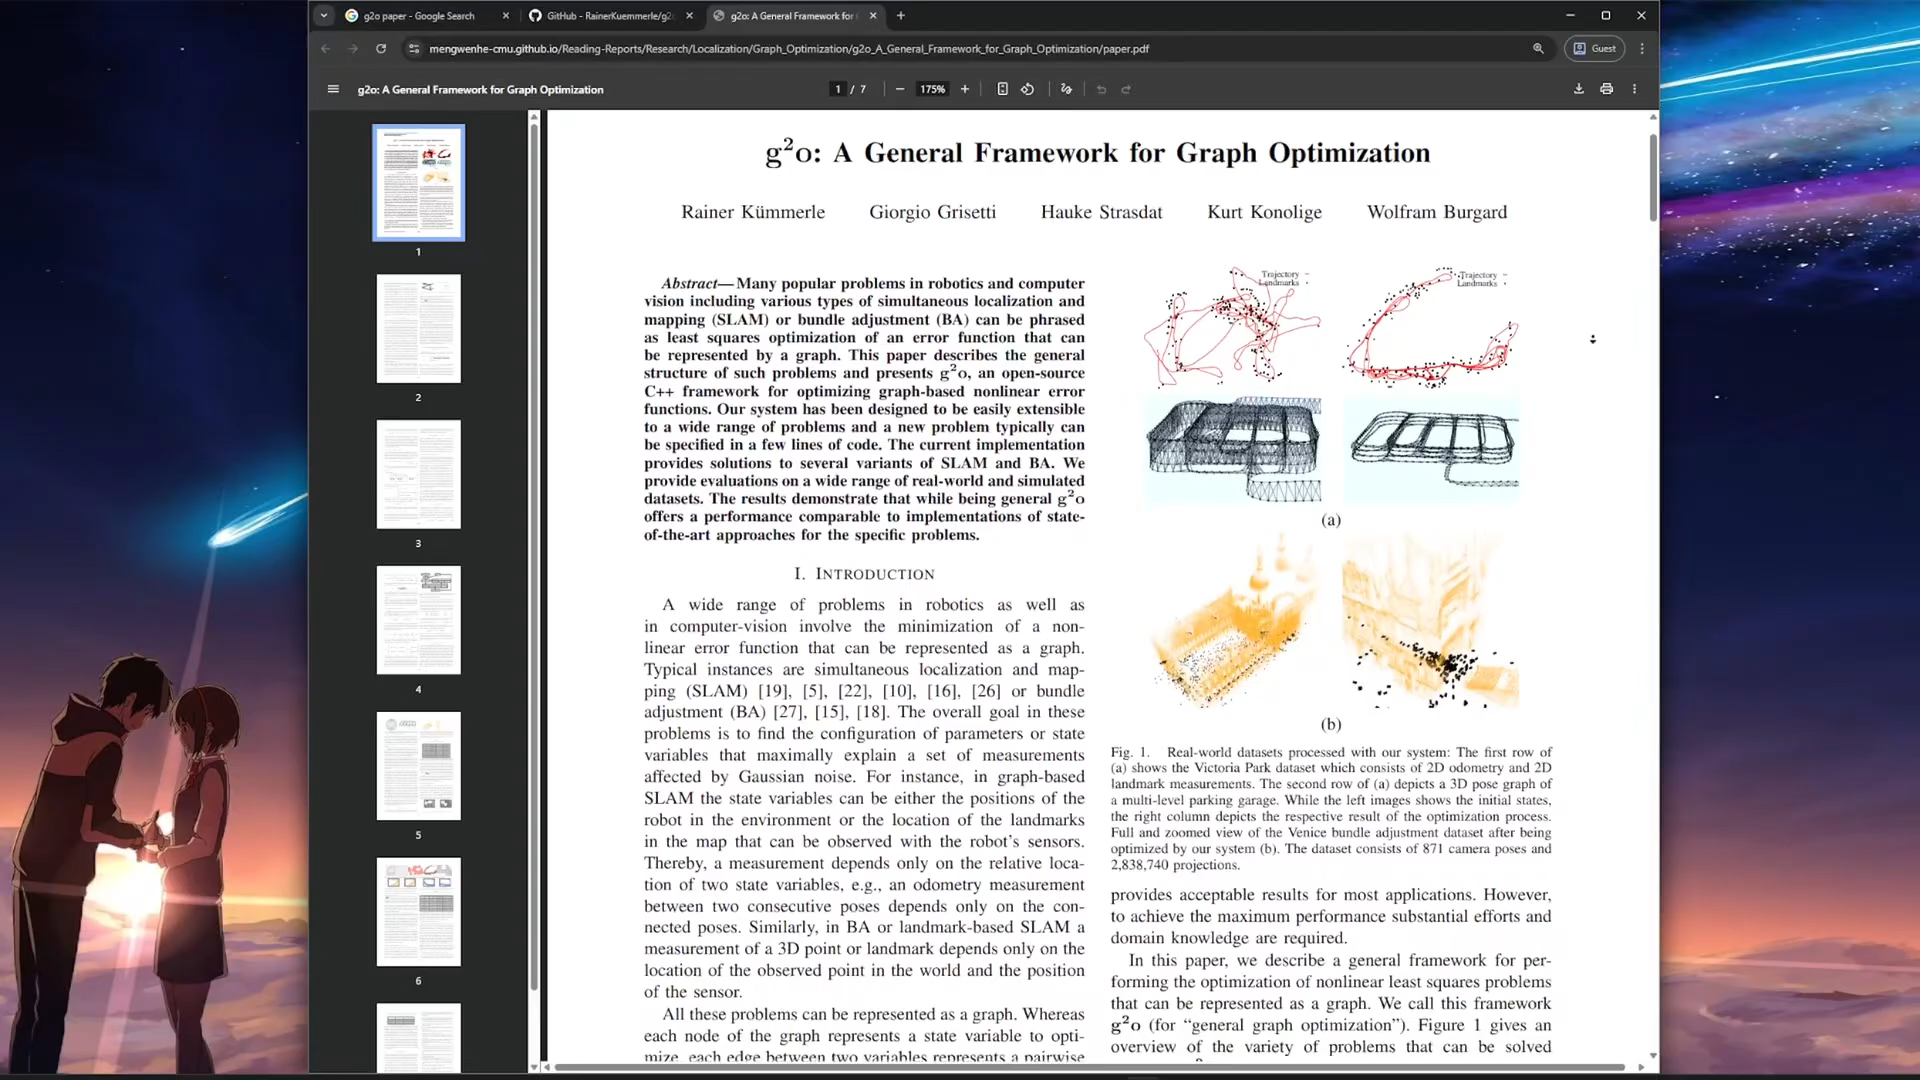 g2o paper - Google Search
GitHub - RainerKuemmerle/g2o
g2o: A General Framework for
mengwenhe-cmu.github.io/Reading-Reports/Research/Localization/Graph_Optimization/g2o_A_General_Framework_for_Graph_Optimization/paper.pdf
Guest
g2o: A General Framework for Graph Optimization
1 / 7
175%
1
2
3
4
5
6
g²o: A General Framework for Graph Optimization
Rainer Kümmerle Giorgio Grisetti Hauke Strasdat Kurt Konolige Wolfram Burgard
Abstract—Many popular problems in robotics and computer
vision including various types of simultaneous localization and
mapping (SLAM) or bundle adjustment (BA) can be phrased
as least squares optimization of an error function that can
be represented by a graph. This paper describes the general
structure of such problems and presents g²o, an open-source
C++ framework for optimizing graph-based nonlinear error
functions. Our system has been designed to be easily extensible
to a wide range of problems and a new problem typically can
be specified in a few lines of code. The current implementation
provides solutions to several variants of SLAM and BA. We
provide evaluations on a wide range of real-world and simulated
datasets. The results demonstrate that while being general g²o
offers a performance comparable to implementations of state-
of-the-art approaches for the specific problems.
I. INTRODUCTION
A wide range of problems in robotics as well as
in computer-vision involve the minimization of a non-
linear error function that can be represented as a graph.
Typical instances are simultaneous localization and map-
ping (SLAM) [19], [5], [22], [10], [16], [26] or bundle
adjustment (BA) [27], [15], [18]. The overall goal in these
problems is to find the configuration of parameters or state
variables that maximally explain a set of measurements
affected by Gaussian noise. For instance, in graph-based
SLAM the state variables can be either the positions of the
robot in the environment or the location of the landmarks
in the map that can be observed with the robot's sensors.
Thereby, a measurement depends only on the relative loca-
tion of two state variables, e.g., an odometry measurement
between two consecutive poses depends only on the con-
nected poses. Similarly, in BA or landmark-based SLAM a
measurement of a 3D point or landmark depends only on the
location of the observed point in the world and the position
of the sensor.
All these problems can be represented as a graph. Whereas
each node of the graph represents a state variable to opti-
mize, each edge between two variables represents a pairwise
Trajectory
Landmarks
Trajectory
Landmarks
(a)
(b)
Fig. 1. Real-world datasets processed with our system: The first row of
(a) shows the Victoria Park dataset which consists of 2D odometry and 2D
landmark measurements. The second row of (a) depicts a 3D pose graph of
a multi-level parking garage. While the left images shows the initial states,
the right column depicts the respective result of the optimization process.
Full and zoomed view of the Venice bundle adjustment dataset after being
optimized by our system (b). The dataset consists of 871 camera poses and
2,838,740 projections.
provides acceptable results for most applications. However,
to achieve the maximum performance substantial efforts and
domain knowledge are required.
In this paper, we describe a general framework for per-
forming the optimization of nonlinear least squares problems
that can be represented as a graph. We call this framework
g²o (for “general graph optimization”). Figure 1 gives an
overview of the variety of problems that can be solved